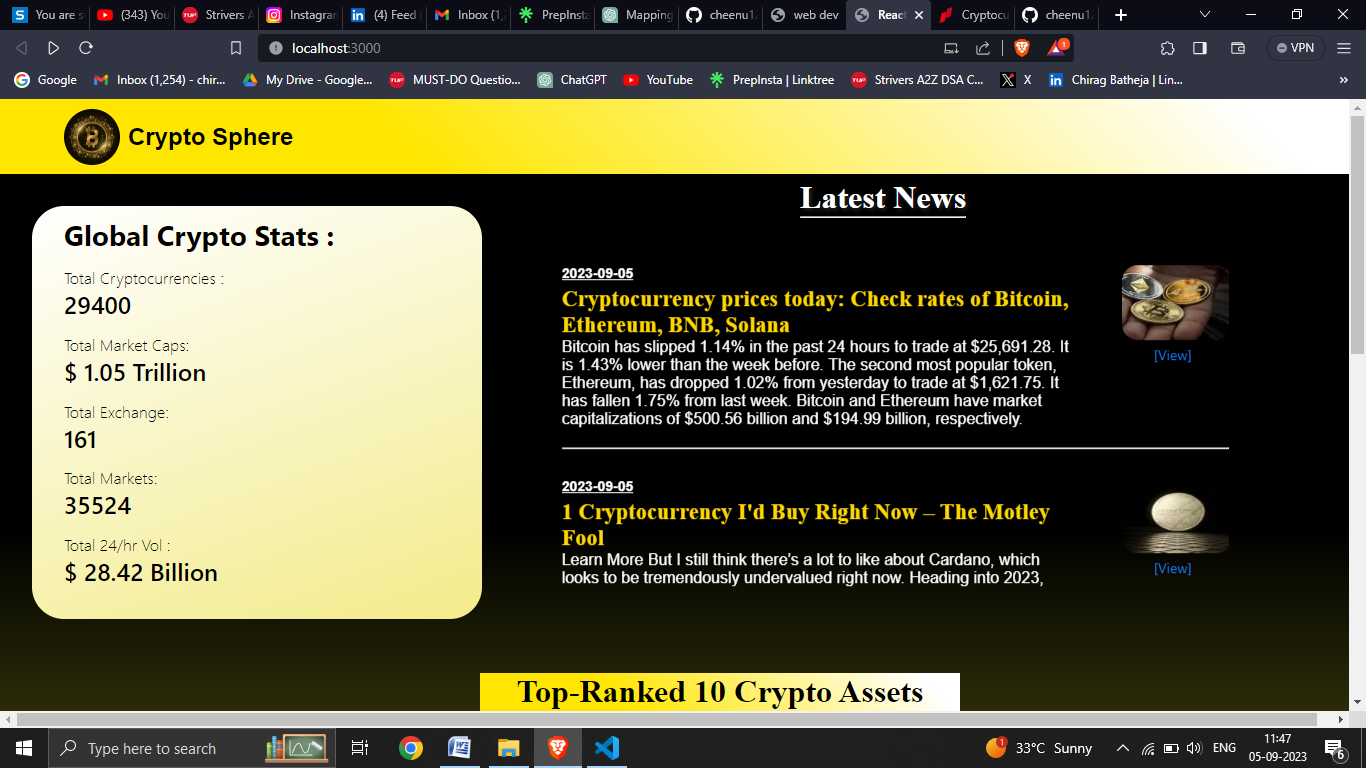 You are s
(343) You
Strivers A
Instagram
(4) Feed
Inbox (1,
PrepInsta
Mapping
cheenu12
web dev
React
Cryptocu
cheenu12
localhost:3000
1
VPN
Google
Inbox (1,254) - chir...
My Drive - Google...
MUST-DO Questio...
ChatGPT
YouTube
PrepInsta | Linktree
Strivers A2Z DSA C...
X
Chirag Batheja | Lin...
»
Crypto Sphere
Global Crypto Stats :
Total Cryptocurrencies :
29400
Total Market Caps:
$ 1.05 Trillion
Total Exchange:
161
Total Markets:
35524
Total 24/hr Vol :
$ 28.42 Billion
Latest News
2023-09-05
Cryptocurrency prices today: Check rates of Bitcoin,
Ethereum, BNB, Solana
Bitcoin has slipped 1.14% in the past 24 hours to trade at $25,691.28. It
is 1.43% lower than the week before. The second most popular token,
Ethereum, has dropped 1.02% from yesterday to trade at $1,621.75. It
has fallen 1.75% from last week. Bitcoin and Ethereum have market
capitalizations of $500.56 billion and $194.99 billion, respectively.
[View]
2023-09-05
1 Cryptocurrency I'd Buy Right Now – The Motley
Fool
Learn More But I still think there's a lot to like about Cardano, which
looks to be tremendously undervalued right now. Heading into 2023,
[View]
Top-Ranked 10 Crypto Assets
Type here to search
1
33°C Sunny
ENG
11:47
05-09-2023
6